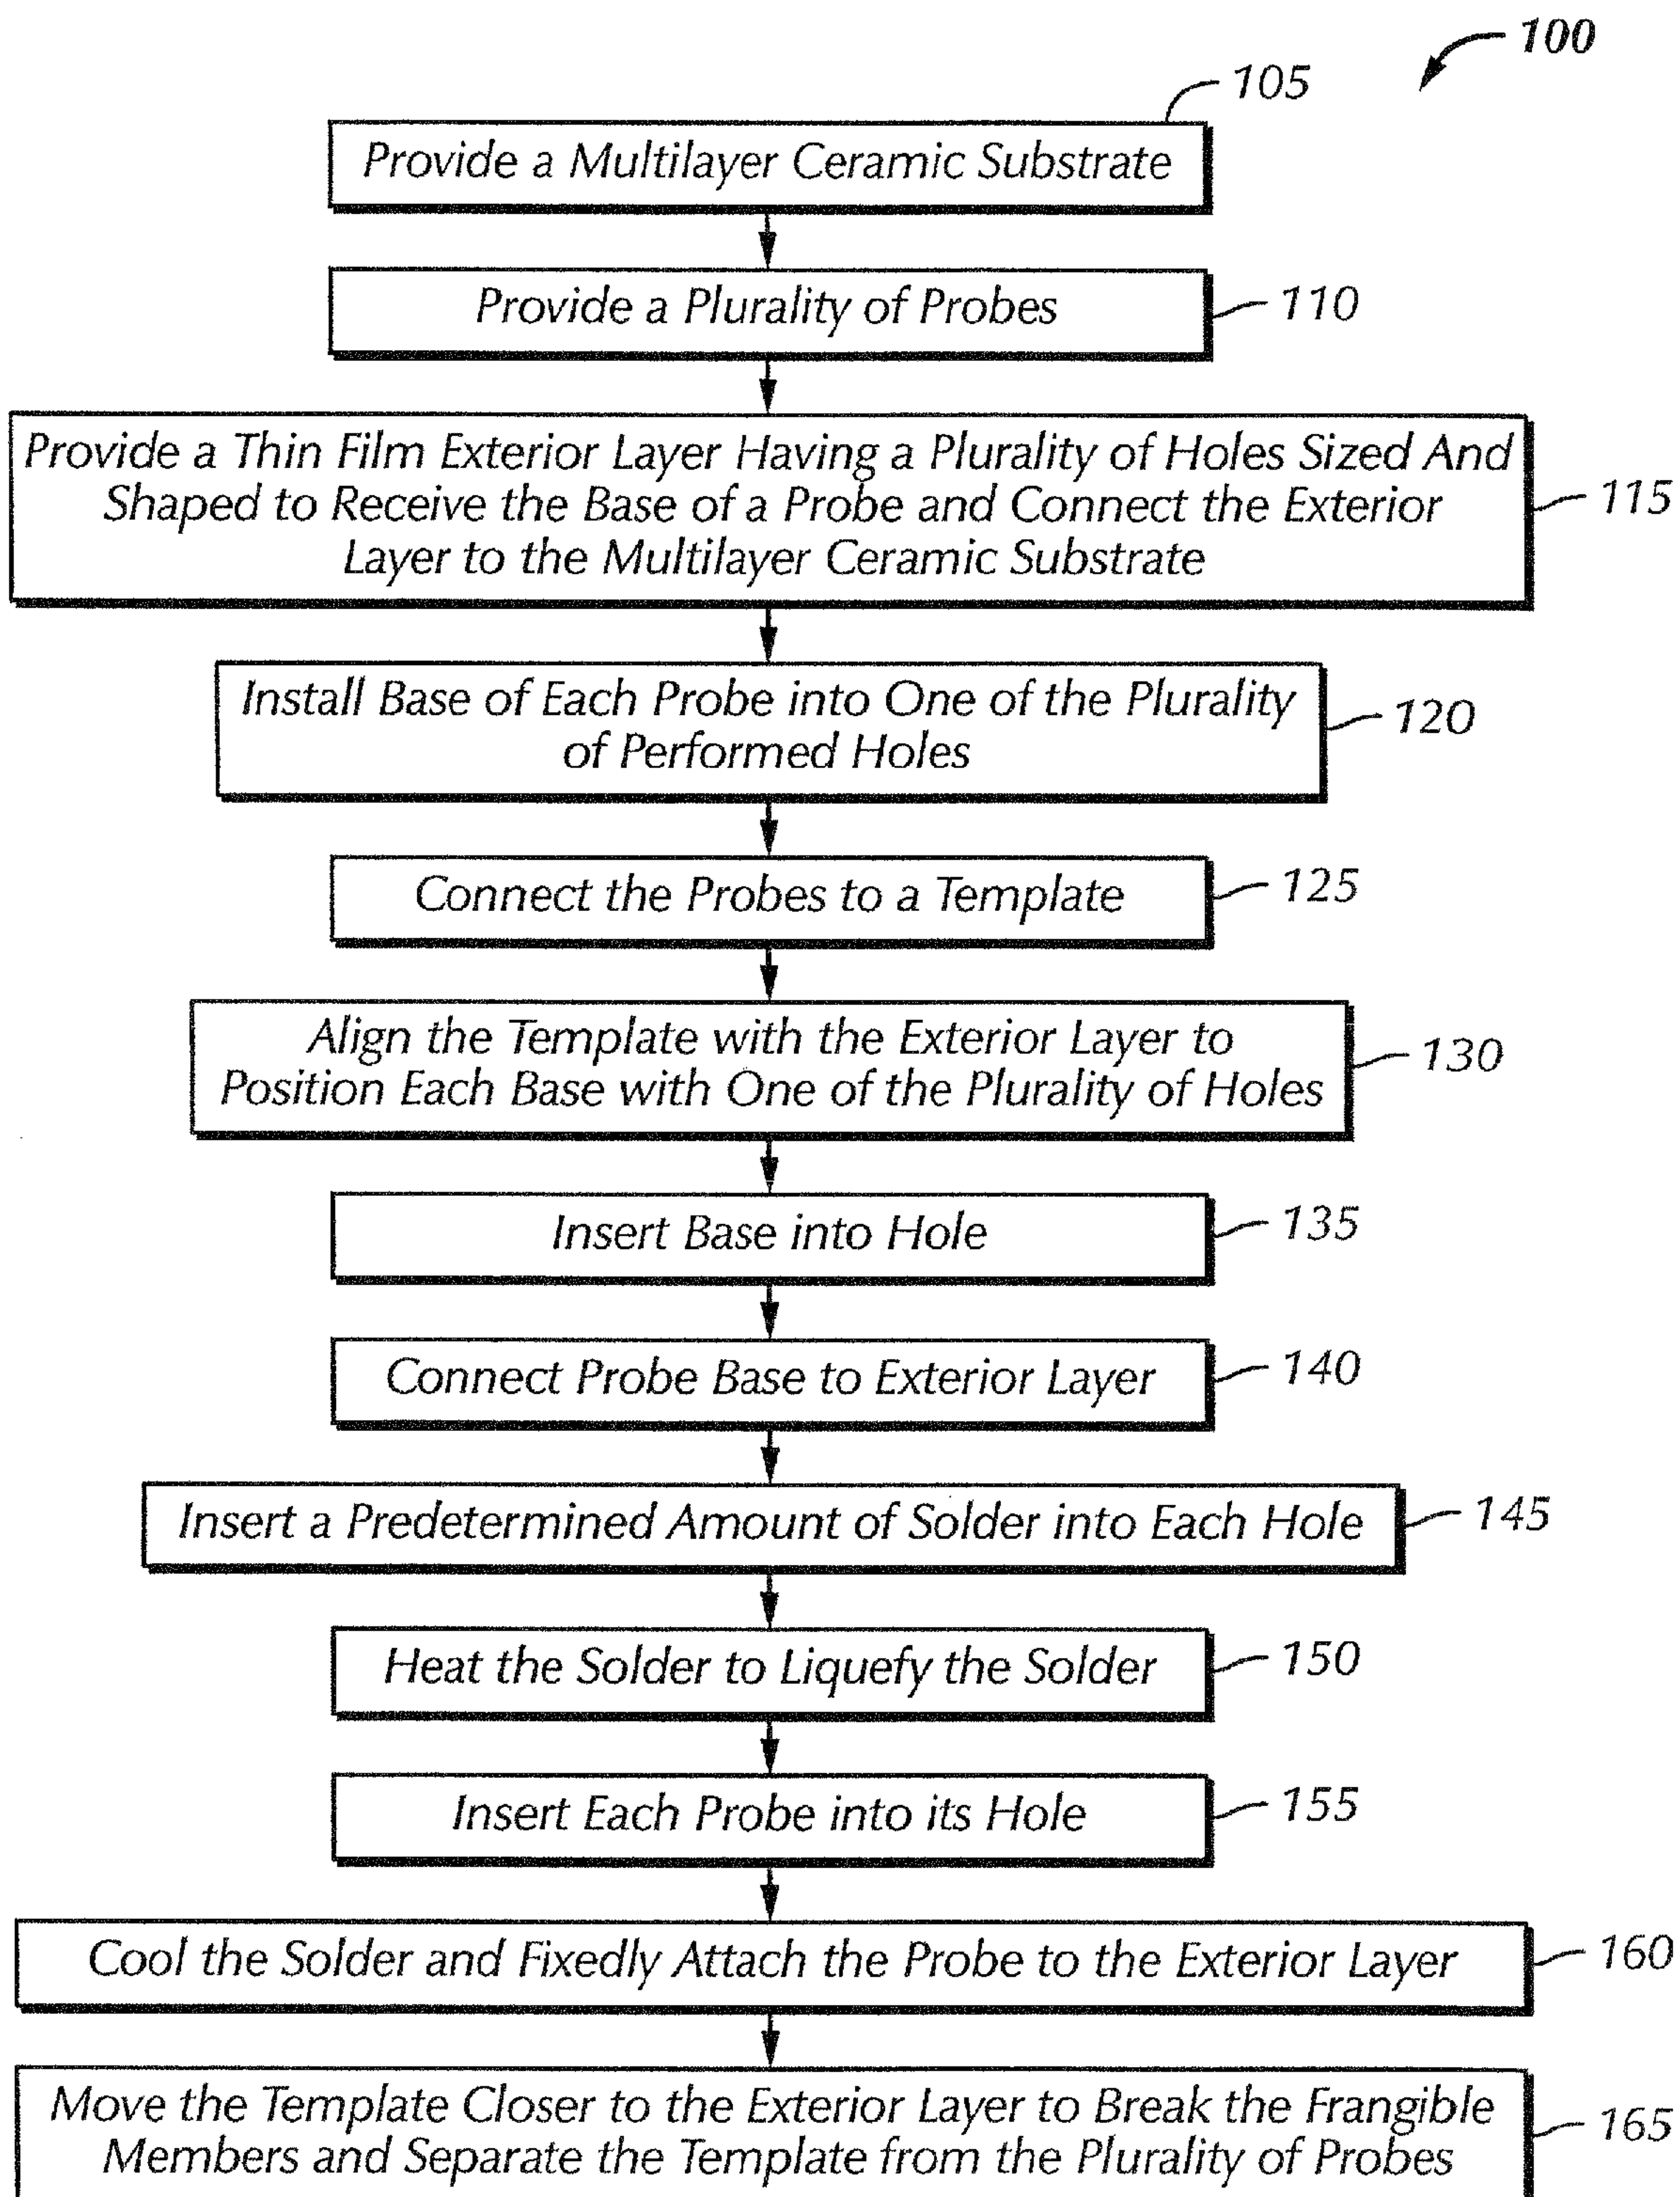 100
105
Provide a Multilayer Ceramic Substrate
Provide a Plurality of Probes
110
Provide a Thin Film Exterior Layer Having a Plurality of Holes Sized And
Shaped to Receive the Base of a Probe and Connect the Exterior
Layer to the Multilayer Ceramic Substrate
115
Install Base of Each Probe into One of the Plurality
of Performed Holes
120
Connect the Probes to a Template
125
Align the Template with the Exterior Layer to
Position Each Base with One of the Plurality of Holes
130
Insert Base into Hole
135
Connect Probe Base to Exterior Layer
140
Insert a Predetermined Amount of Solder into Each Hole
145
Heat the Solder to Liquefy the Solder
150
Insert Each Probe into its Hole
155
Cool the Solder and Fixedly Attach the Probe to the Exterior Layer
160
Move the Template Closer to the Exterior Layer to Break the Frangible
Members and Separate the Template from the Plurality of Probes
165